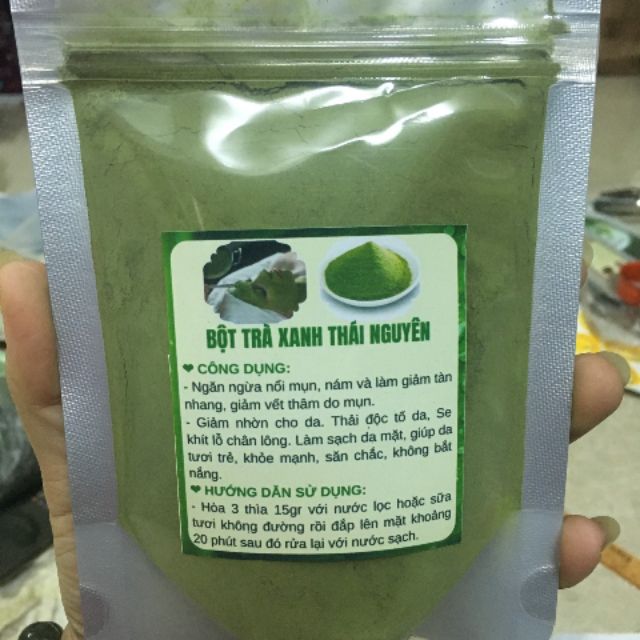 BỘT TRÀ XANH THÁI NGUYÊN
❤ CÔNG DỤNG:
- Ngăn ngừa nổi mụn, nám và làm giảm tàn
nhang, giảm vết thâm do mụn.
- Giảm nhờn cho da. Thải độc tố da, Se
khít lỗ chân lông. Làm sạch da mặt, giúp da
tươi trẻ, khỏe mạnh, săn chắc, không bắt
nắng.
❤ HƯỚNG DẪN SỬ DỤNG:
- Hòa 3 thìa 15gr với nước lọc hoặc sữa
tươi không đường rồi đắp lên mặt khoảng
20 phút sau đó rửa lại với nước sạch.